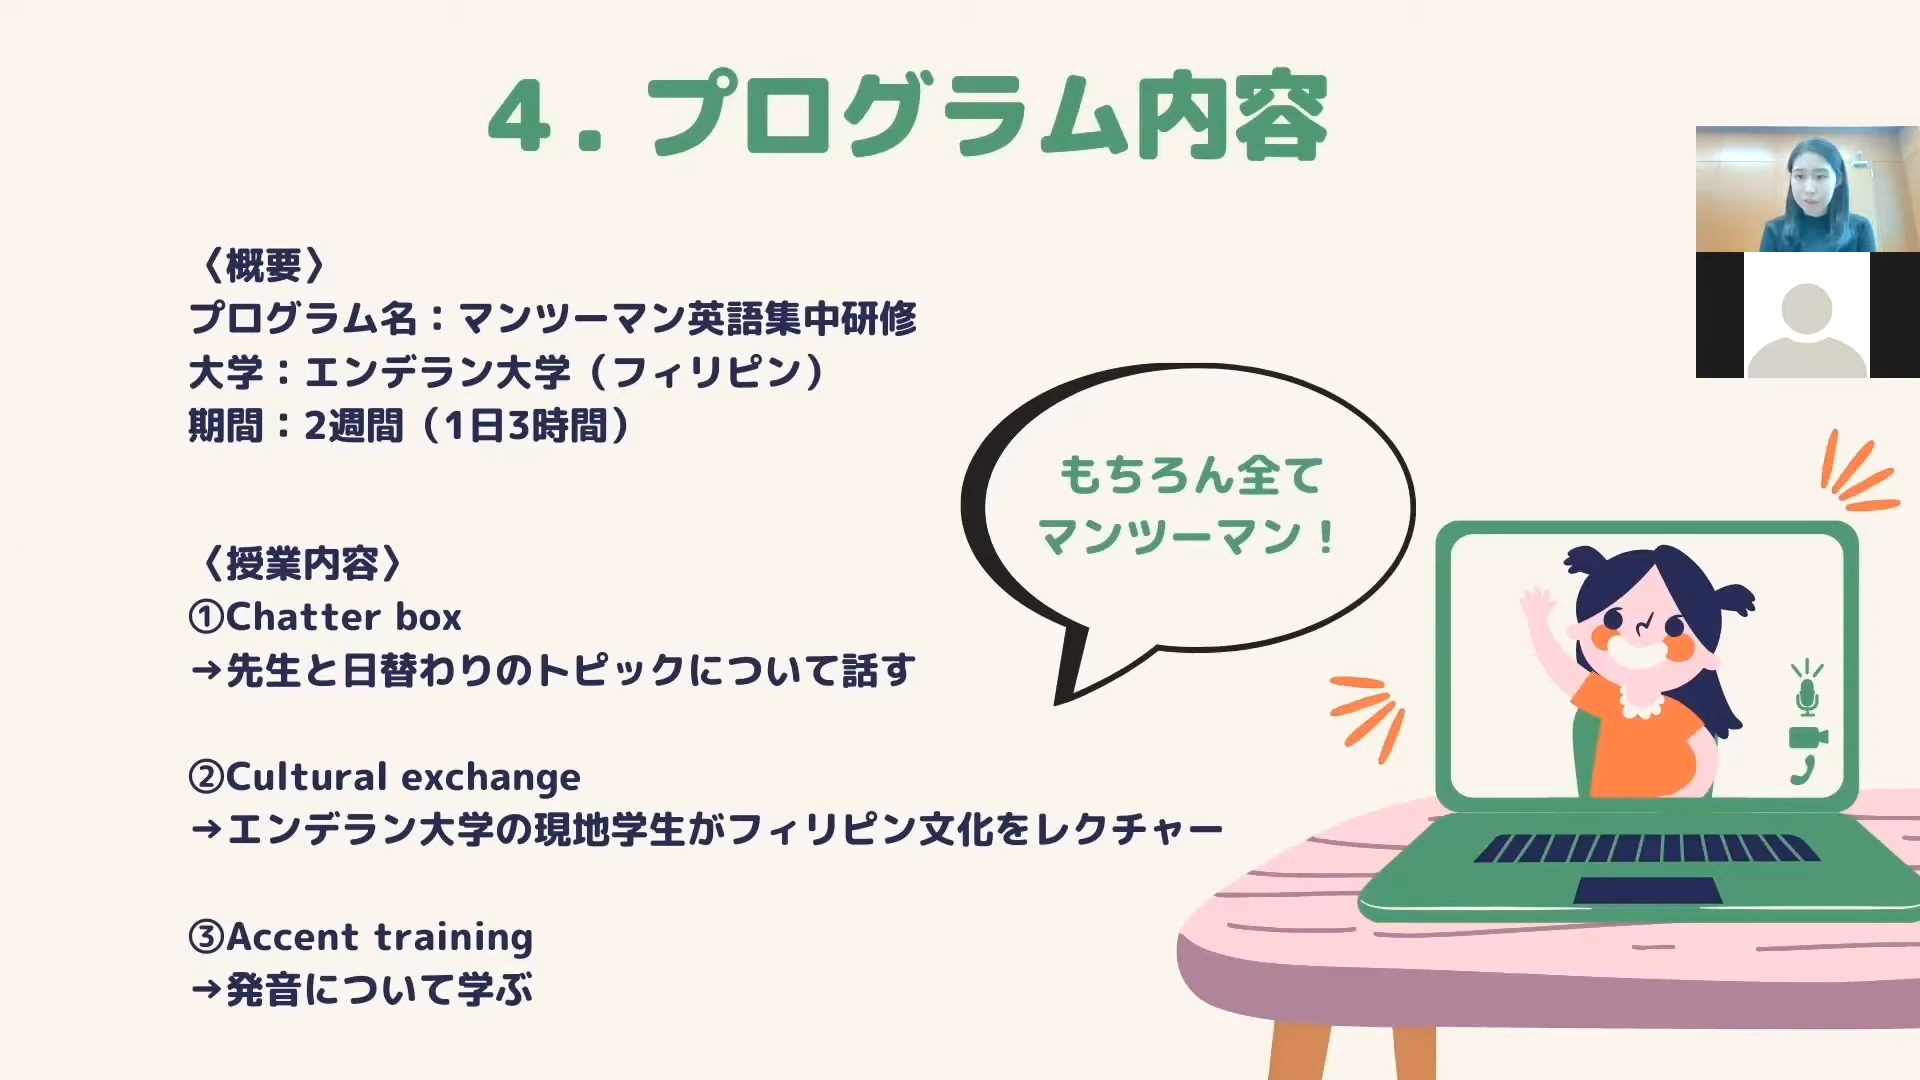 4．プログラム内容
〈概要〉
プログラム名：マンツーマン英語集中研修
大学：エンデラン大学（フィリピン）
期間：2週間（1日3時間）
もちろん全て
マンツーマン！
〈授業内容〉
①Chatter box
→先生と日替わりのトピックについて話す
②Cultural exchange
→エンデラン大学の現地学生がフィリピン文化をレクチャー
③Accent training
→発音について学ぶ